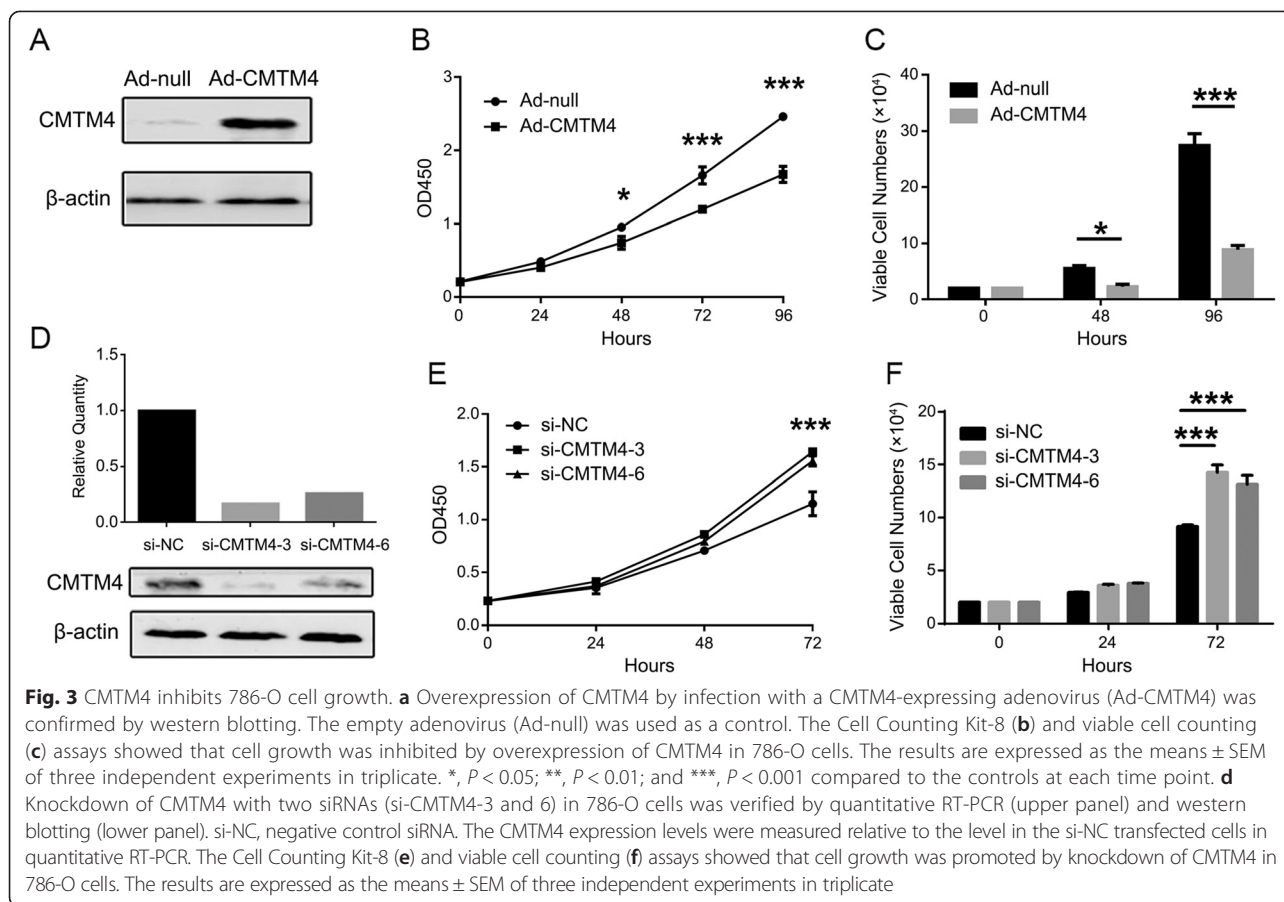 A
Ad-null Ad-CMTM4
CMTM4
β-actin
B
Ad-null
Ad-CMTM4
*
***
***
OD450
3
2
1
0
0 24 48 72 96
Hours
C
Ad-null
Ad-CMTM4
*
***
Viable Cell Numbers (×10⁴)
40
30
20
10
0
0 48 96
Hours
D
Relative Quantity
1.5
1.0
0.5
0.0
si-NC si-CMTM4-3 si-CMTM4-6
CMTM4
β-actin
E
si-NC
si-CMTM4-3
si-CMTM4-6
***
OD450
2.0
1.5
1.0
0.5
0.0
0 24 48 72
Hours
F
si-NC
si-CMTM4-3
si-CMTM4-6
***
***
Viable Cell Numbers (×10⁴)
20
15
10
5
0
0 24 72
Hours
Fig. 3 CMTM4 inhibits 786-O cell growth. a Overexpression of CMTM4 by infection with a CMTM4-expressing adenovirus (Ad-CMTM4) was
confirmed by western blotting. The empty adenovirus (Ad-null) was used as a control. The Cell Counting Kit-8 (b) and viable cell counting
(c) assays showed that cell growth was inhibited by overexpression of CMTM4 in 786-O cells. The results are expressed as the means ± SEM
of three independent experiments in triplicate. *, P < 0.05; **, P < 0.01; and ***, P < 0.001 compared to the controls at each time point. d
Knockdown of CMTM4 with two siRNAs (si-CMTM4-3 and 6) in 786-O cells was verified by quantitative RT-PCR (upper panel) and western
blotting (lower panel). si-NC, negative control siRNA. The CMTM4 expression levels were measured relative to the level in the si-NC transfected cells in
quantitative RT-PCR. The Cell Counting Kit-8 (e) and viable cell counting (f) assays showed that cell growth was promoted by knockdown of CMTM4 in
786-O cells. The results are expressed as the means ± SEM of three independent experiments in triplicate